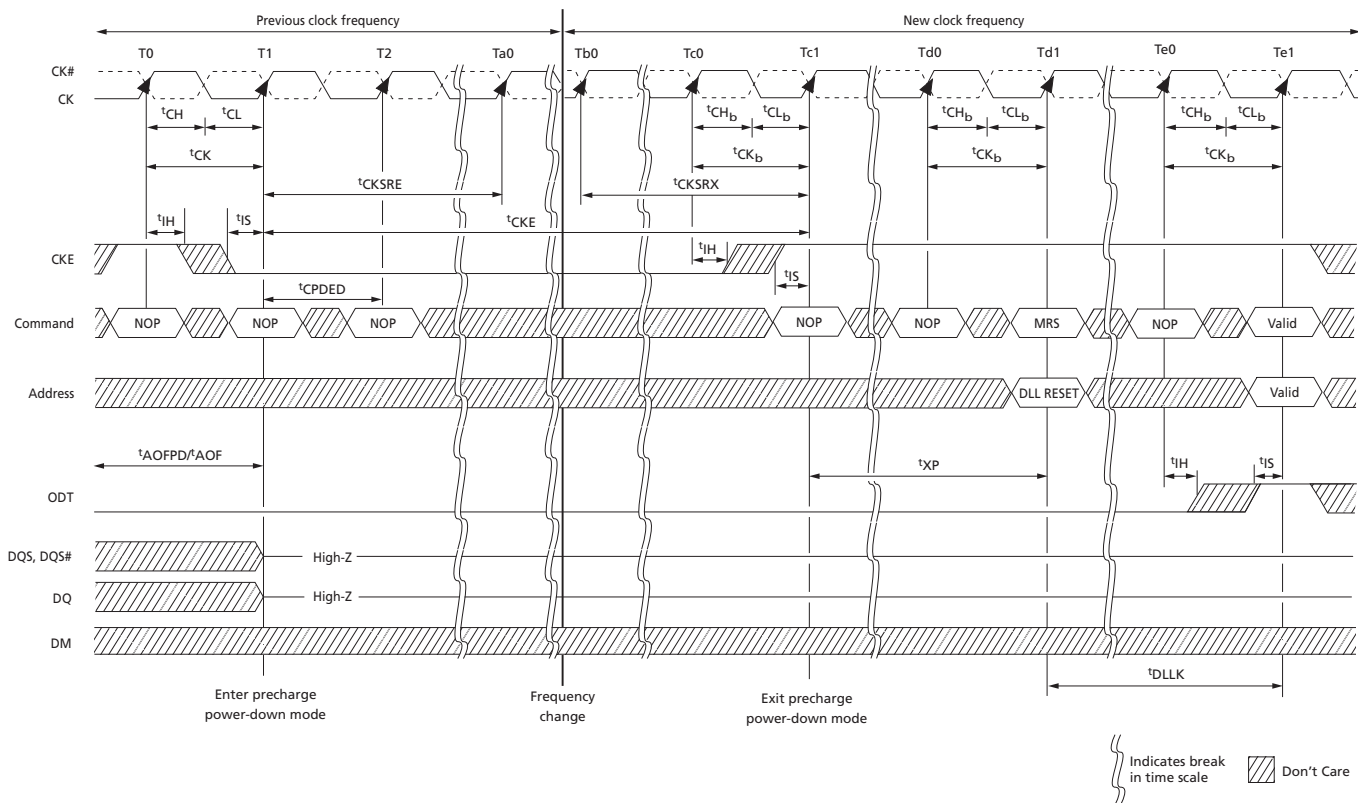 Previous clock frequency New clock frequency
T0 T1 T2 Ta0 Tb0 Tc0 Tc1 Td0 Td1 Te0 Te1
CK#
CK
tCH tCL tCHb tCLb tCHb tCLb tCHb tCLb
tCK tCKb tCKb tCKb
tCKSRE tCKSRX
tIH tIS tCKE
CKE tIH
tIS
tCPDED
Command NOP NOP NOP NOP NOP MRS NOP Valid
Address DLL RESET Valid
tAOFPD/tAOF tXP tIH tIS
ODT
DQS, DQS# High-Z
DQ High-Z
DM
tDLLK
Enter precharge
power-down mode
Frequency
change
Exit precharge
power-down mode
Indicates break
in time scale
Don't Care